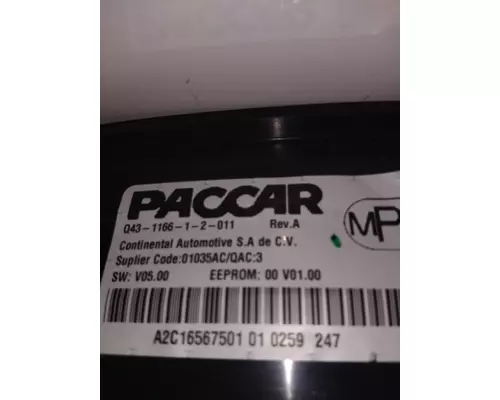 PACCAR
Q43-1166-1-2-011 Rev.A
Continental Automotive S.A de C.V.
Suplier Code:01035AC/QAC:3
SW: V05.00 EEPROM: 00 V01.00
A2C16567501 01 0259 247
MP